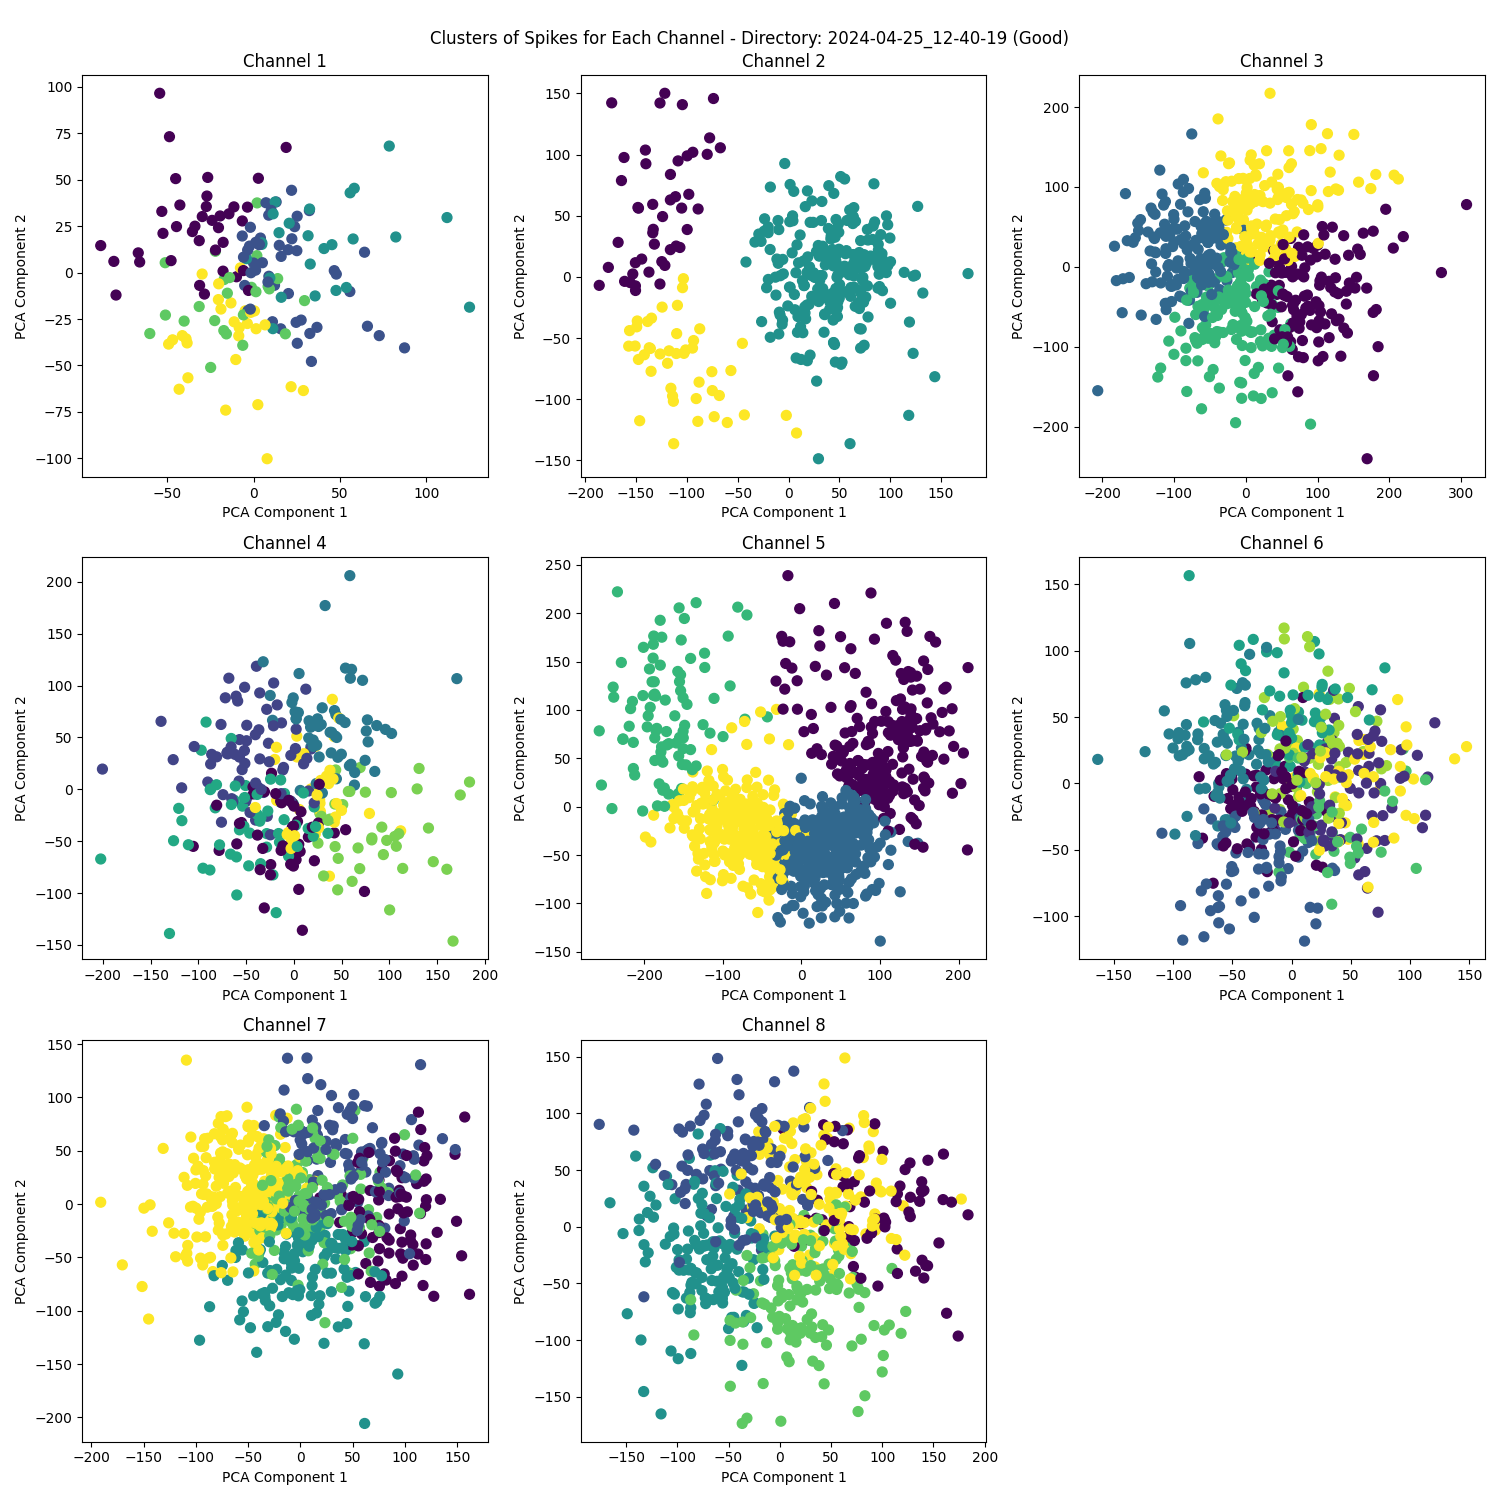 Clusters of Spikes for Each Channel - Directory: 2024-04-25_12-40-19 (Good)
Channel 1
100
75
50
25
0
−25
−50
−75
−100
PCA Component 2
−50 0 50 100
PCA Component 1
Channel 2
150
100
50
0
−50
−100
−150
PCA Component 2
−200 −150 −100 −50 0 50 100 150
PCA Component 1
Channel 3
200
100
0
−100
−200
PCA Component 2
−200 −100 0 100 200 300
PCA Component 1
Channel 4
200
150
100
50
0
−50
−100
−150
PCA Component 2
−200 −150 −100 −50 0 50 100 150 200
PCA Component 1
Channel 5
250
200
150
100
50
0
−50
−100
−150
PCA Component 2
−200 −100 0 100 200
PCA Component 1
Channel 6
150
100
50
0
−50
−100
PCA Component 2
−150 −100 −50 0 50 100 150
PCA Component 1
Channel 7
150
100
50
0
−50
−100
−150
−200
PCA Component 2
−200 −150 −100 −50 0 50 100 150
PCA Component 1
Channel 8
150
100
50
0
−50
−100
−150
PCA Component 2
−150 −100 −50 0 50 100 150 200
PCA Component 1